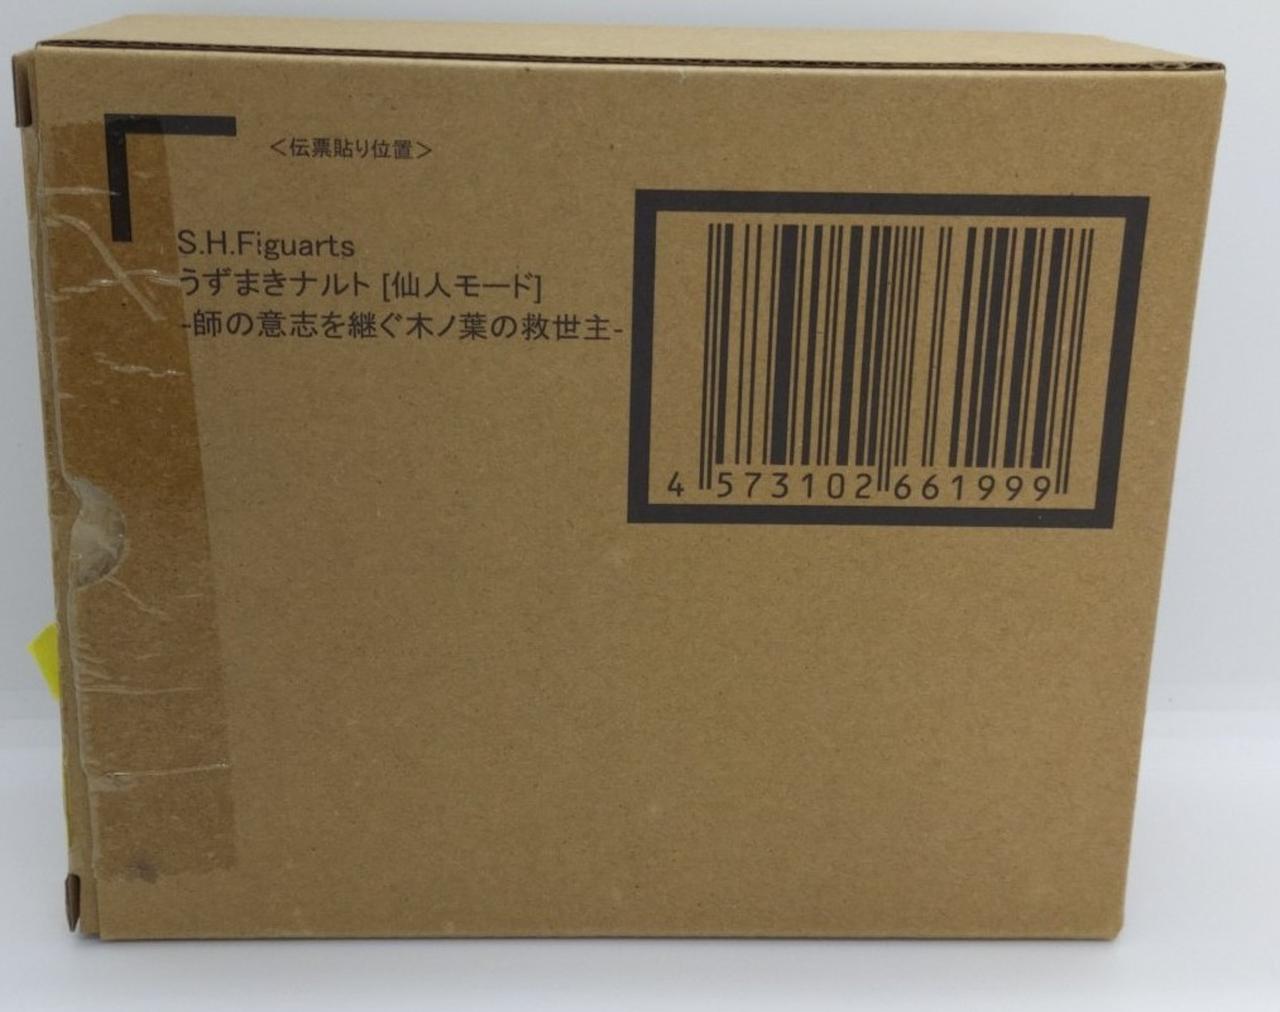 ＜伝票貼り位置＞
S.H.Figuarts
うずまきナルト [仙人モード]
-師の意志を継ぐ木ノ葉の救世主-
4 573102 661999